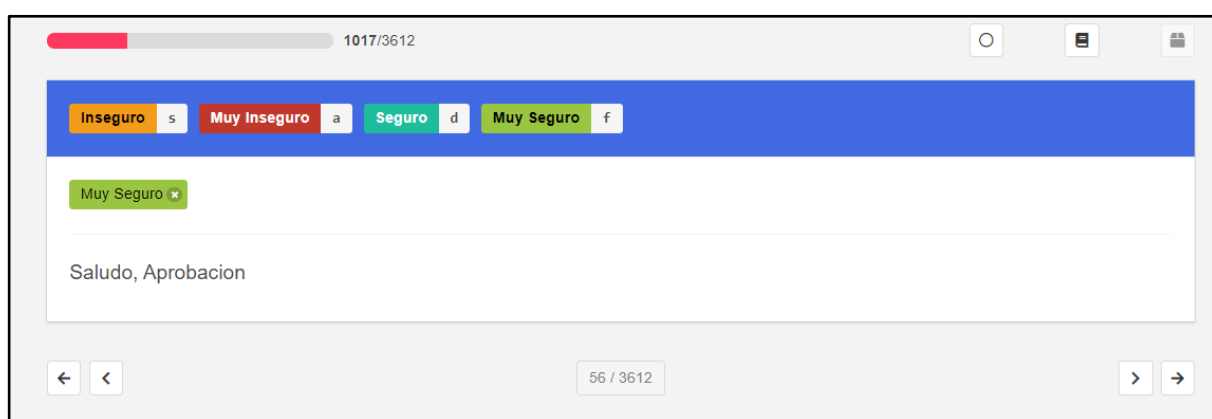 1017/3612
Inseguro s Muy Inseguro a Seguro d Muy Seguro f
Muy Seguro
Saludo, Aprobacion
56 / 3612